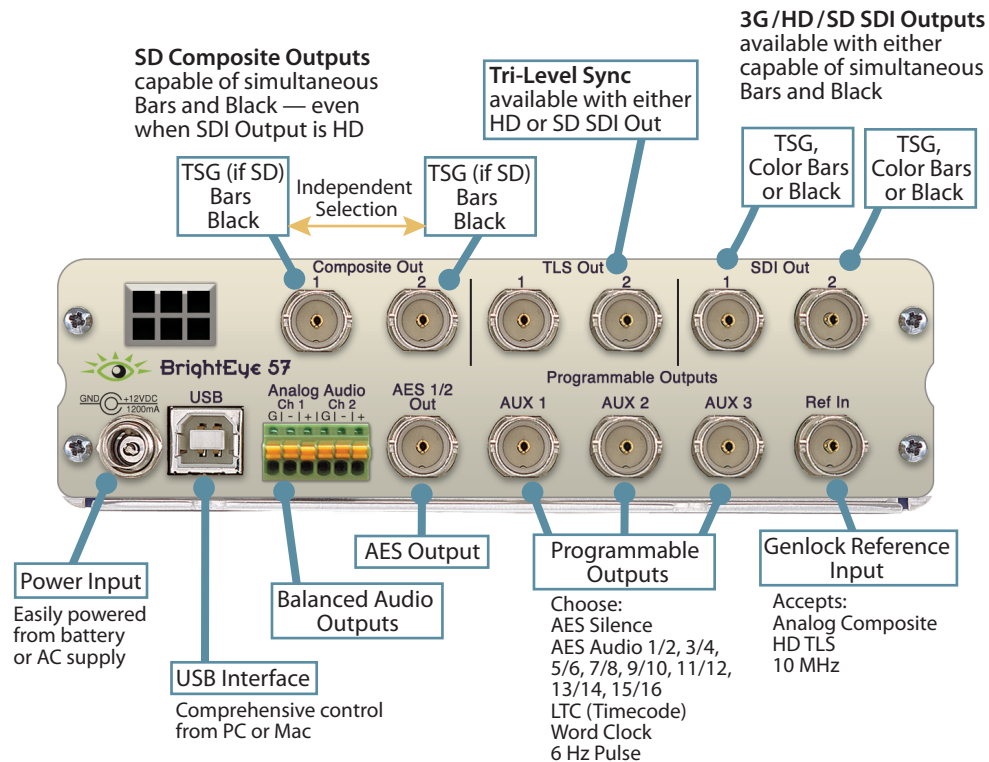 3G/HD/SD SDI Outputs
available with either
capable of simultaneous
Bars and Black
SD Composite Outputs
capable of simultaneous
Bars and Black — even
when SDI Output is HD
Tri-Level Sync
available with either
HD or SD SDI Out
TSG (if SD)
Bars
Black
Independent
Selection
TSG (if SD)
Bars
Black
TSG,
Color Bars
or Black
TSG,
Color Bars
or Black
Composite Out
1
2
TLS Out
1
2
SDI Out
1
2
BrightEye 57
GND
+12VDC
1200mA
USB
Analog Audio
Ch 1 Ch 2
G| - |+|G| - |+
AES 1/2
Out
Programmable Outputs
AUX 1
AUX 2
AUX 3
Ref In
Power Input
Easily powered
from battery
or AC supply
USB Interface
Comprehensive control
from PC or Mac
Balanced Audio
Outputs
AES Output
Programmable
Outputs
Choose:
AES Silence
AES Audio 1/2, 3/4,
5/6, 7/8, 9/10, 11/12,
13/14, 15/16
LTC (Timecode)
Word Clock
6 Hz Pulse
Genlock Reference
Input
Accepts:
Analog Composite
HD TLS
10 MHz